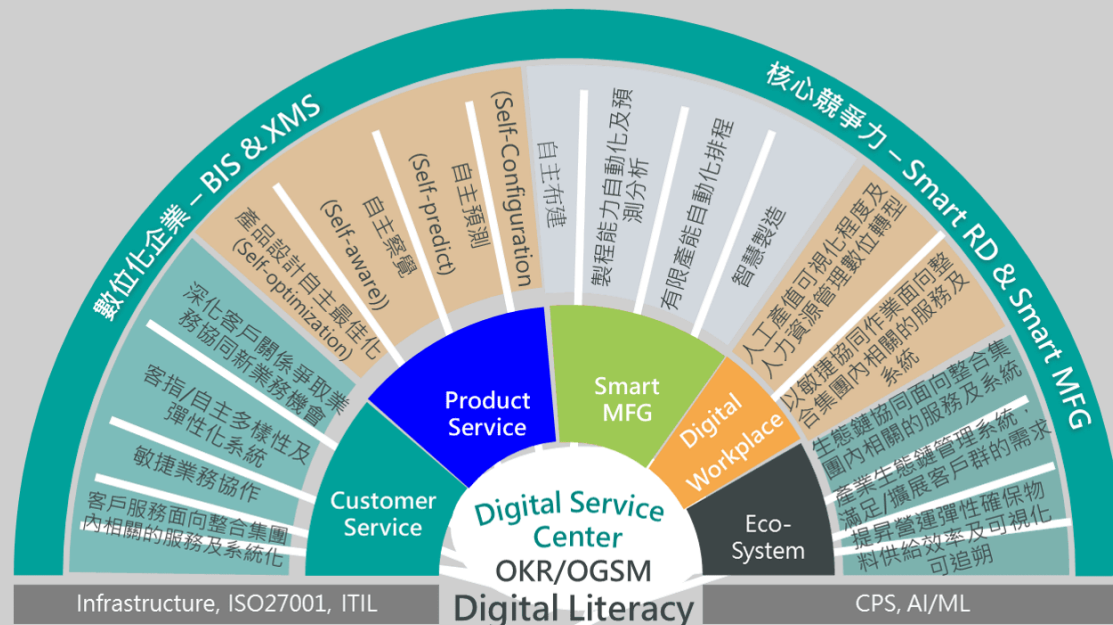 數位化企業 – BIS & XMS
核心競爭力 – Smart RD & Smart MFG
客戶服務面向整合集團
內相關的服務及系統化
敏捷業務協作
客指/自主多樣性及
彈性化系統
深化客戶關係爭取業
務協同新業務機會
產品設計自主最佳化
(Self-optimization)
自主察覺
(Self-aware))
自主預測
(Self-predict)
自主布建
(Self-Configuration
製程能力自動化及預
測分析
有限產能自動化排程
智慧製造
人工產值可視化程度及
人力資源管理數位轉型
以敏捷協同作業面向整
合集團內相關的服務及
系統
生態鏈協同面向整合集
團內相關的服務及系統
產業生態鏈管理系統，
滿足/擴展客戶群的需求
提昇營運彈性確保物
料供給效率及可視化
可追朔
Customer
Service
Product
Service
Smart
MFG
Digital
Workplace
Eco-
System
Digital Service
Center
OKR/OGSM
Digital Literacy
Infrastructure, ISO27001, ITIL
CPS, AI/ML